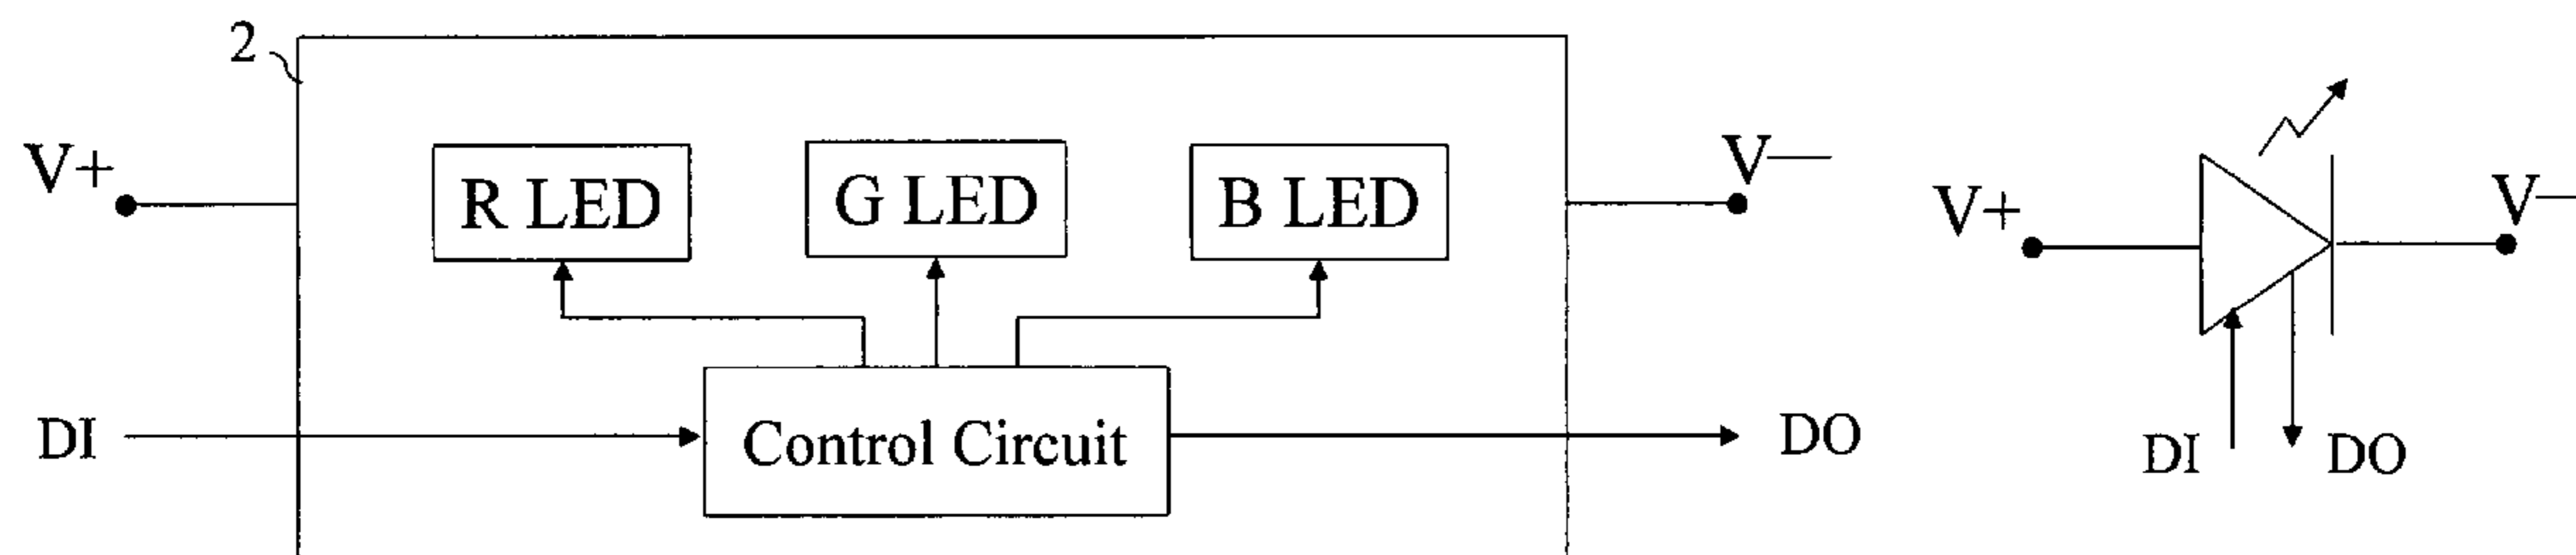 2
V+
R LED
G LED
B LED
V—
DI
Control Circuit
DO
V+
V—
DI
DO